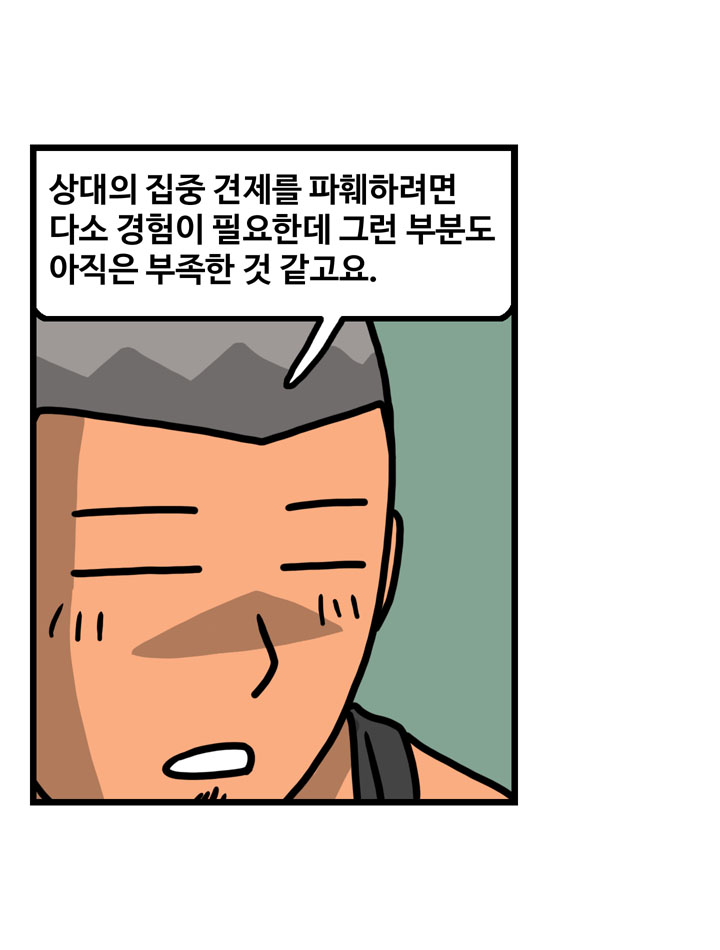 상대의 집중 견제를 파훼하려면
다소 경험이 필요한데 그런 부분도
아직은 부족한 것 같고요.